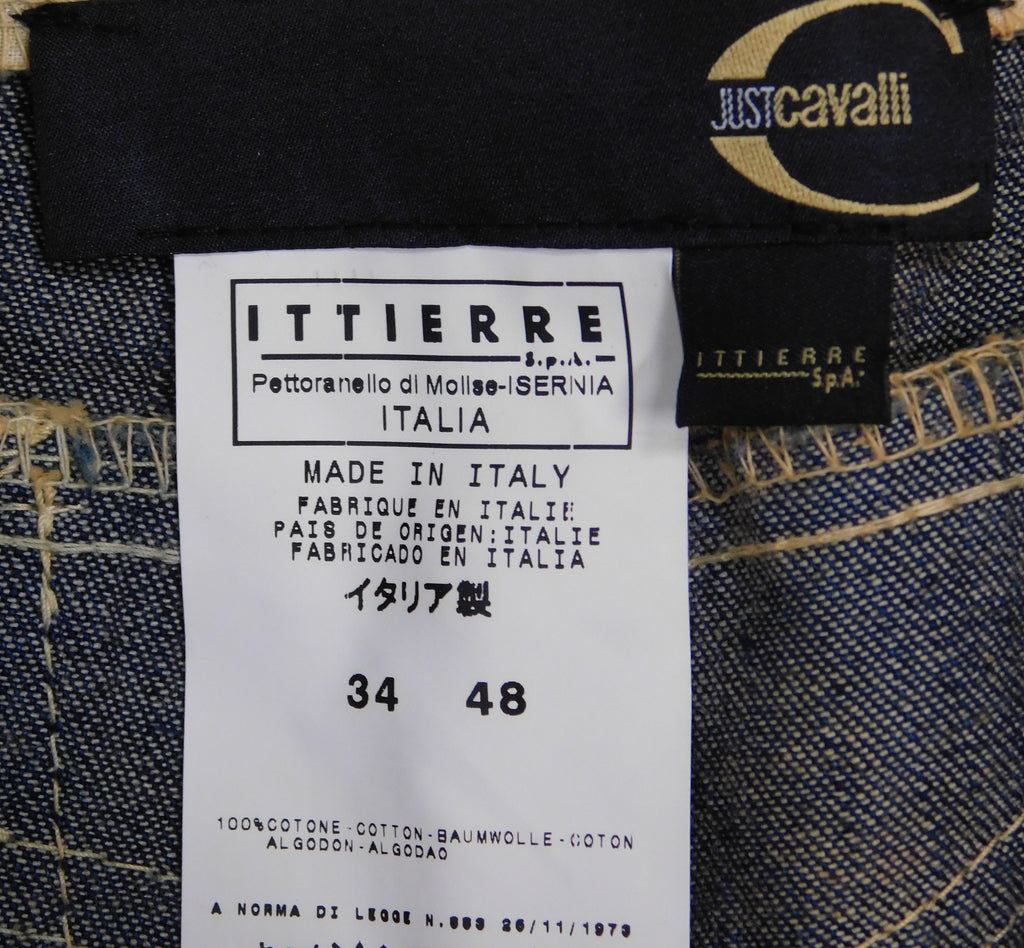 JUST cavalli
ITTIERRE
S.p.A.
Pettoranello di Molise-ISERNIA
ITALIA
ITTIERRE
S.p.A.
MADE IN ITALY
FABRIQUE EN ITALIE
PAIS DE ORIGEN:ITALIE
FABRICADO EN ITALIA
イタリア製
34 48
100%COTONE-COTTON-BAUMWOLLE-COTON
ALGODON-ALGODAO
A NORMA DI LEGGE N.883 26/11/1973